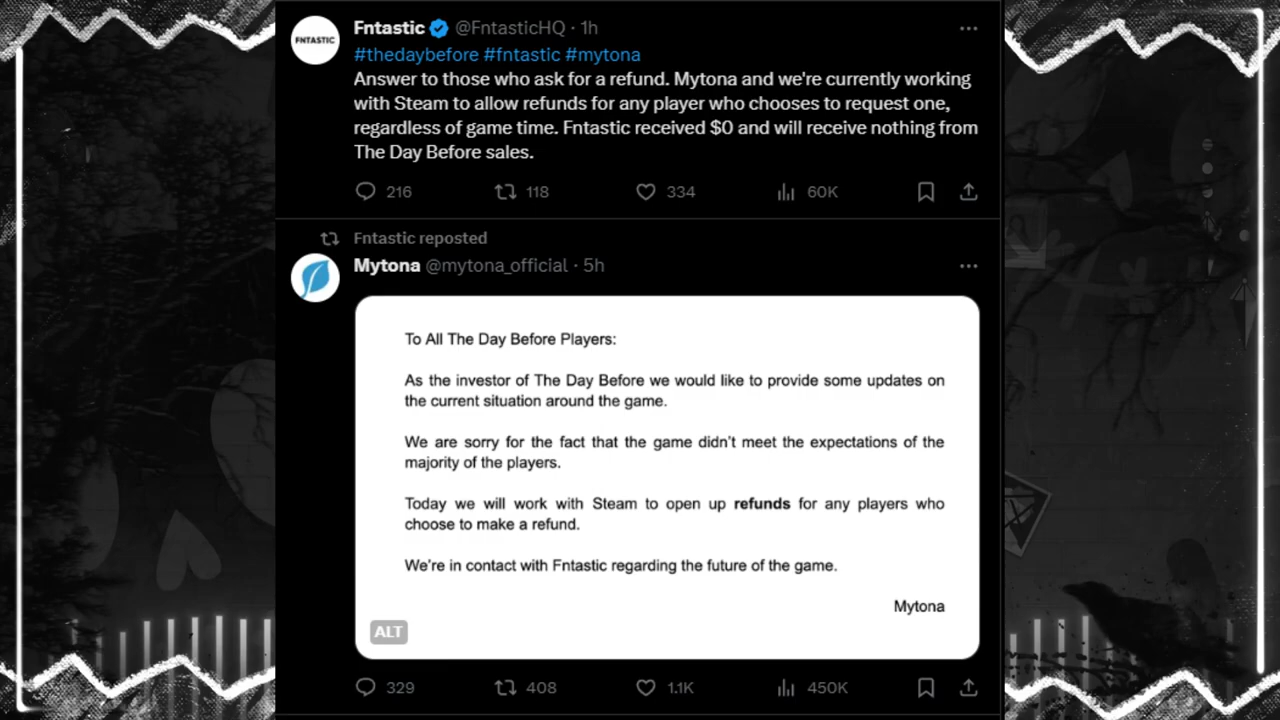 FNTASTIC
Fntastic @FntasticHQ · 1h
#thedaybefore #fntastic #mytona
Answer to those who ask for a refund. Mytona and we're currently working
with Steam to allow refunds for any player who chooses to request one,
regardless of game time. Fntastic received $0 and will receive nothing from
The Day Before sales.
216 118 334 60K
Fntastic reposted
Mytona @mytona_official · 5h
To All The Day Before Players:
As the investor of The Day Before we would like to provide some updates on
the current situation around the game.
We are sorry for the fact that the game didn't meet the expectations of the
majority of the players.
Today we will work with Steam to open up refunds for any players who
choose to make a refund.
We're in contact with Fntastic regarding the future of the game.
Mytona
ALT
329 408 1.1K 450K